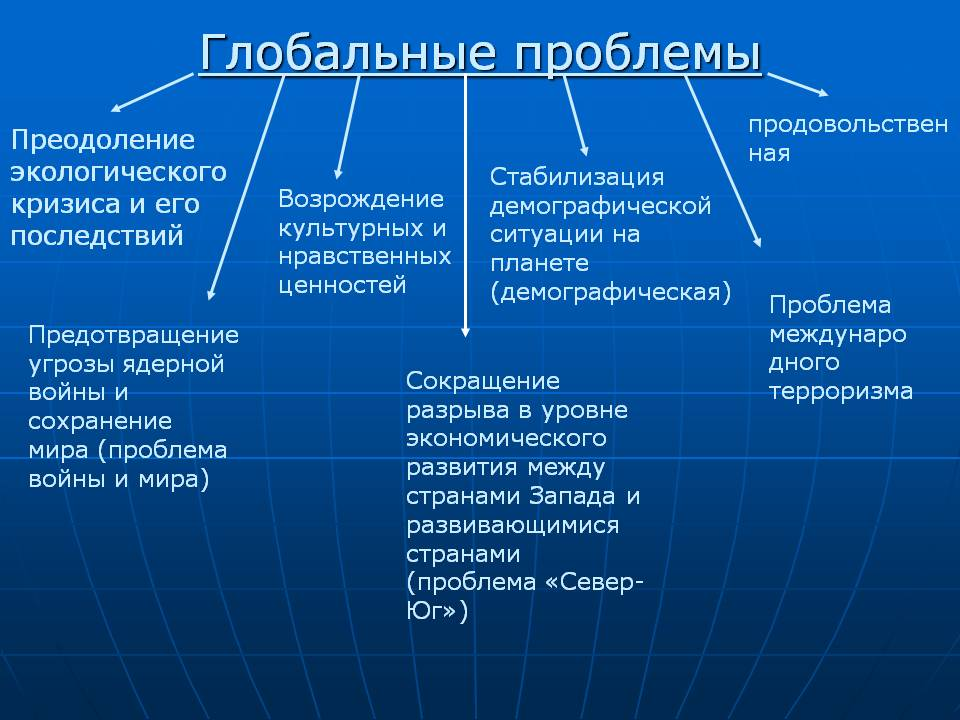 Глобальные проблемы
Преодоление
экологического
кризиса и его
последствий
Предотвращение
угрозы ядерной
войны и
сохранение
мира (проблема
войны и мира)
Возрождение
культурных и
нравственных
ценностей
Сокращение
разрыва в уровне
экономического
развития между
странами Запада и
развивающимися
странами
(проблема «Север-
Юг»)
Стабилизация
демографической
ситуации на
планете
(демографическая)
Проблема
междунаро
дного
терроризма
продовольствен
ная